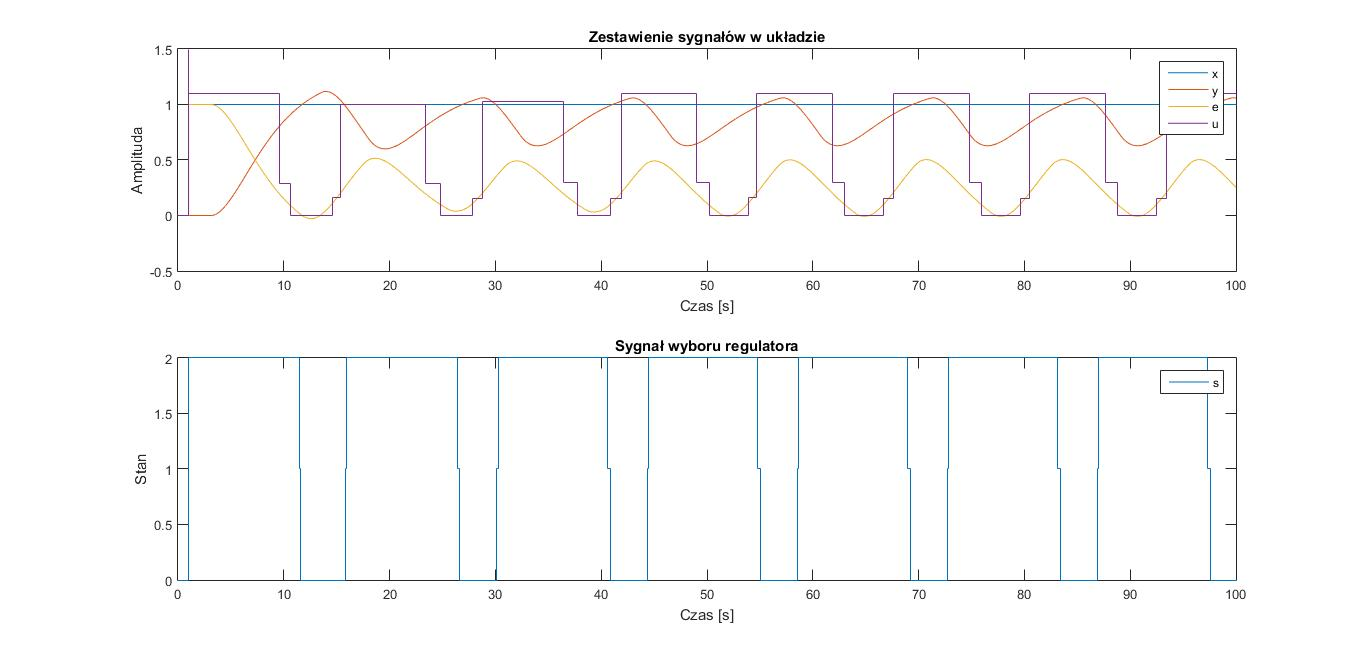 Zestawienie sygnałów w układzie
1.5
1
0.5
0
-0.5
Amplituda
x
y
e
u
0 10 20 30 40 50 60 70 80 90 100
Czas [s]
Sygnał wyboru regulatora
2
1.5
1
0.5
0
Stan
s
0 10 20 30 40 50 60 70 80 90 100
Czas [s]